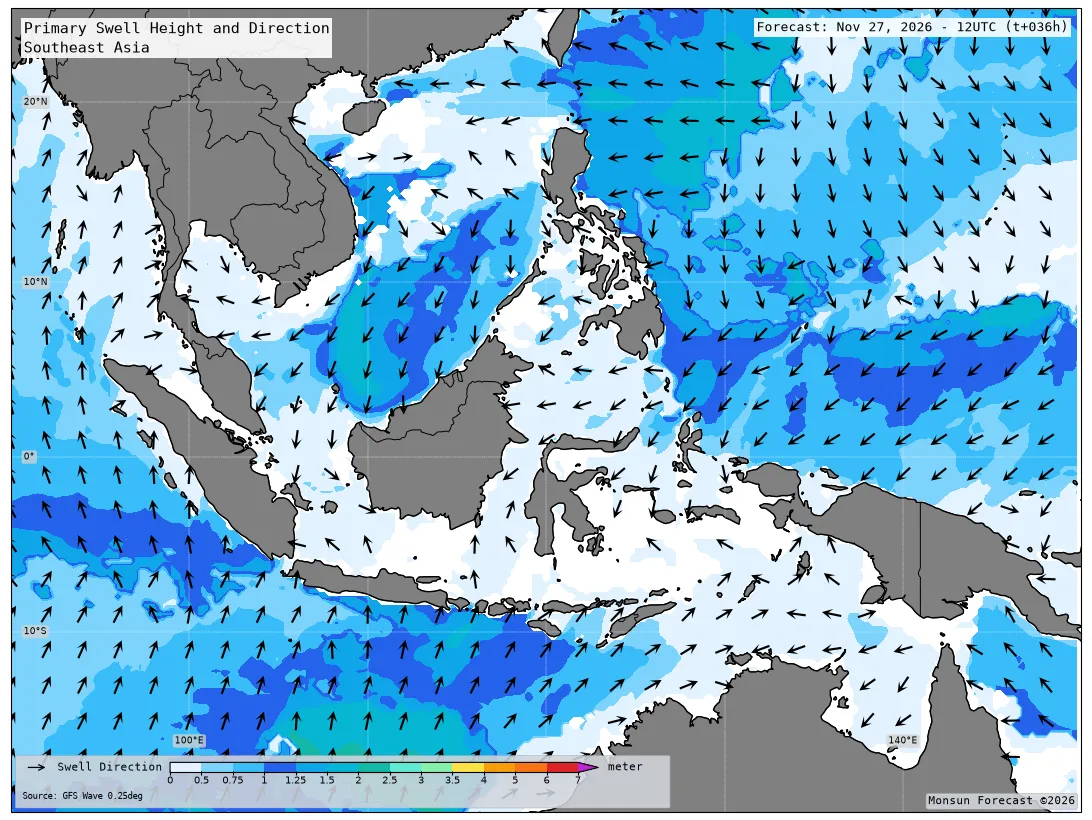 Primary Swell Height and Direction
Southeast Asia
Forecast: Nov 27, 2026 - 12UTC (t+036h)
20°N
10°N
0°
10°S
100°E
140°E
Swell Direction
0 0.5 0.75 1 1.25 1.5 2 2.5 3 3.5 4 5 6 7
meter
Source: GFS Wave 0.25deg
Monsun Forecast ©2026